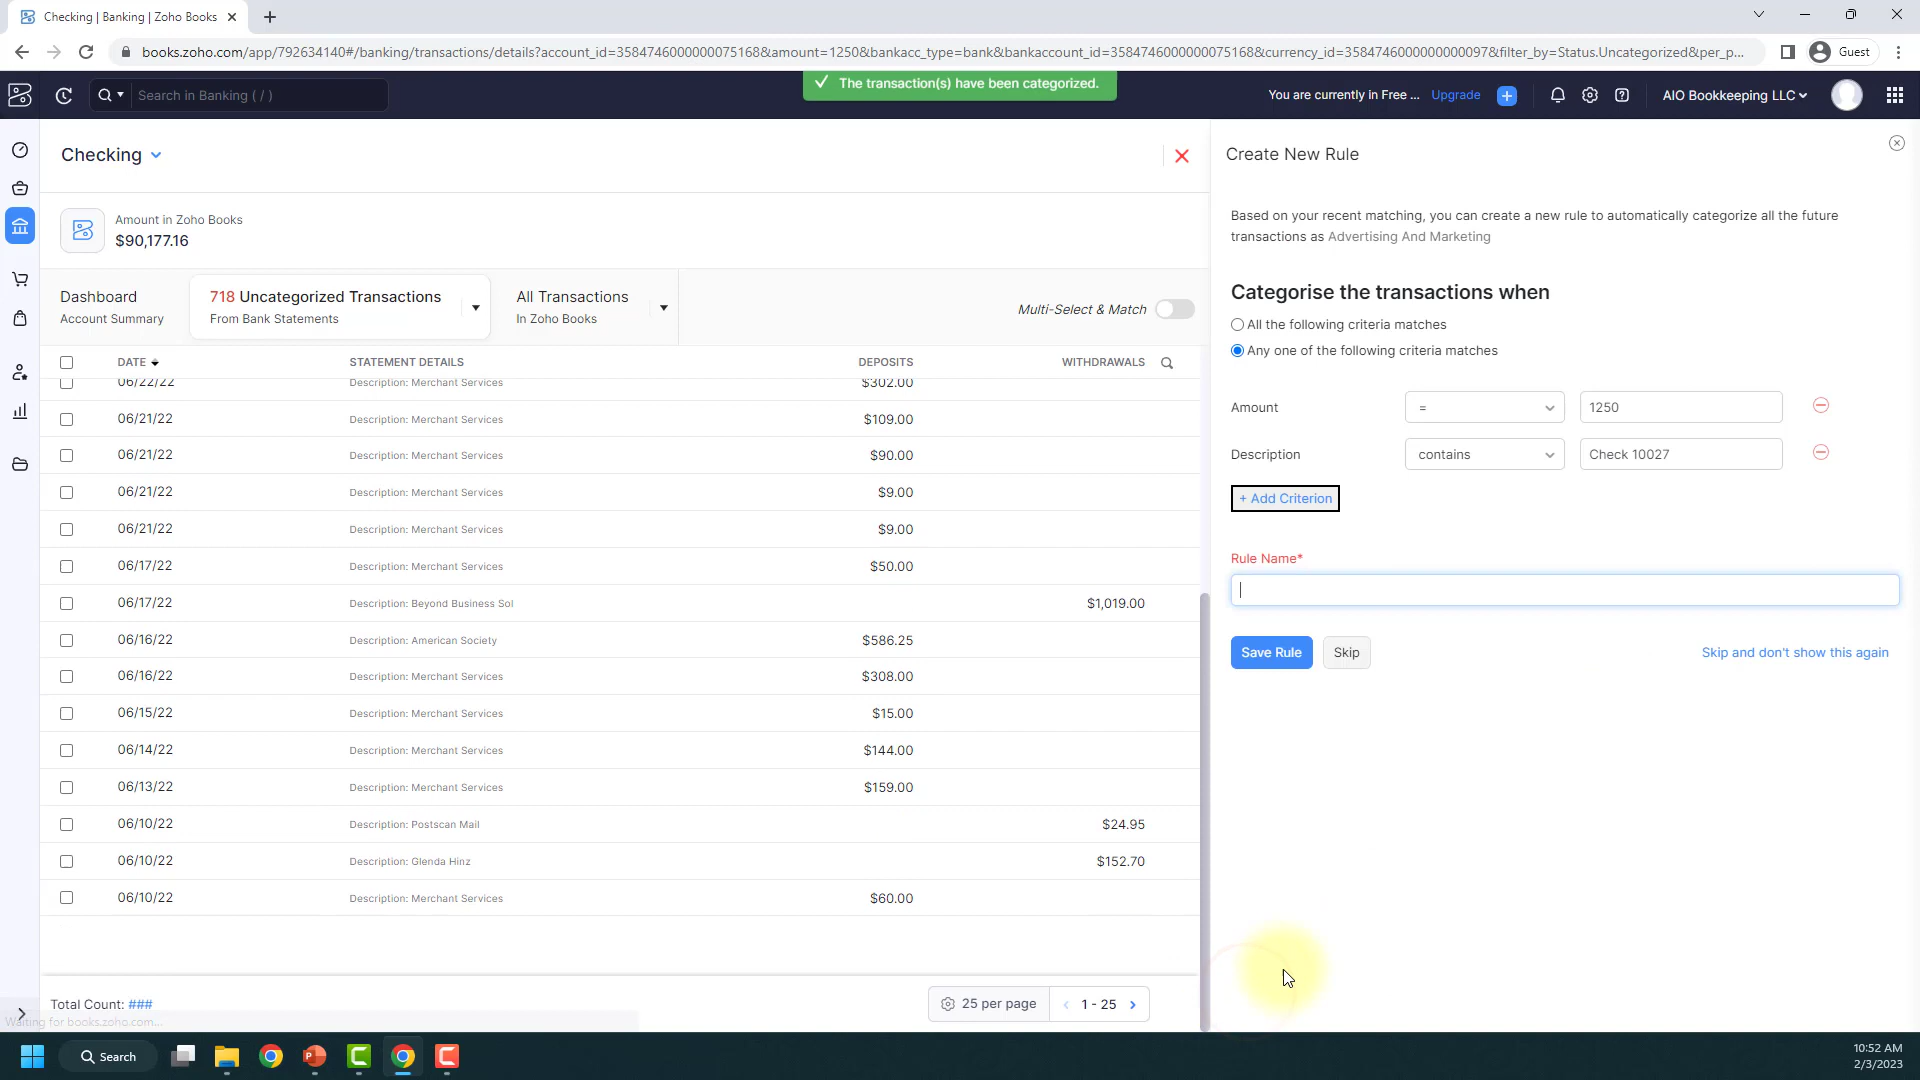 Checking | Banking | Zoho Books
books.zoho.com/app/792634140#/banking/transactions/details?account_id=3584746000000075168&amount=1250&bankacc_type=bank&bankaccount_id=3584746000000075168&currency_id=3584746000000000097&filter_by=Status.Uncategorized&per_p...
Guest
Search in Banking ( / )
The transaction(s) have been categorized.
You are currently in Free ...
Upgrade
AIO Bookkeeping LLC
Checking
Amount in Zoho Books
$90,177.16
Dashboard
Account Summary
718 Uncategorized Transactions
From Bank Statements
All Transactions
In Zoho Books
Multi-Select & Match
DATE STATEMENT DETAILS DEPOSITS WITHDRAWALS
06/22/22 Description: Merchant Services $302.00
06/21/22 Description: Merchant Services $109.00
06/21/22 Description: Merchant Services $90.00
06/21/22 Description: Merchant Services $9.00
06/21/22 Description: Merchant Services $9.00
06/17/22 Description: Merchant Services $50.00
06/17/22 Description: Beyond Business Sol $1,019.00
06/16/22 Description: American Society $586.25
06/16/22 Description: Merchant Services $308.00
06/15/22 Description: Merchant Services $15.00
06/14/22 Description: Merchant Services $144.00
06/13/22 Description: Merchant Services $159.00
06/10/22 Description: Postscan Mail $24.95
06/10/22 Description: Glenda Hinz $152.70
06/10/22 Description: Merchant Services $60.00
Total Count: ###
25 per page
1 - 25
Waiting for books.zoho.com...
Create New Rule
Based on your recent matching, you can create a new rule to automatically categorize all the future
transactions as Advertising And Marketing
Categorise the transactions when
All the following criteria matches
Any one of the following criteria matches
Amount = 1250
Description contains Check 10027
+ Add Criterion
Rule Name*
Save Rule
Skip
Skip and don't show this again
Search
10:52 AM
2/3/2023